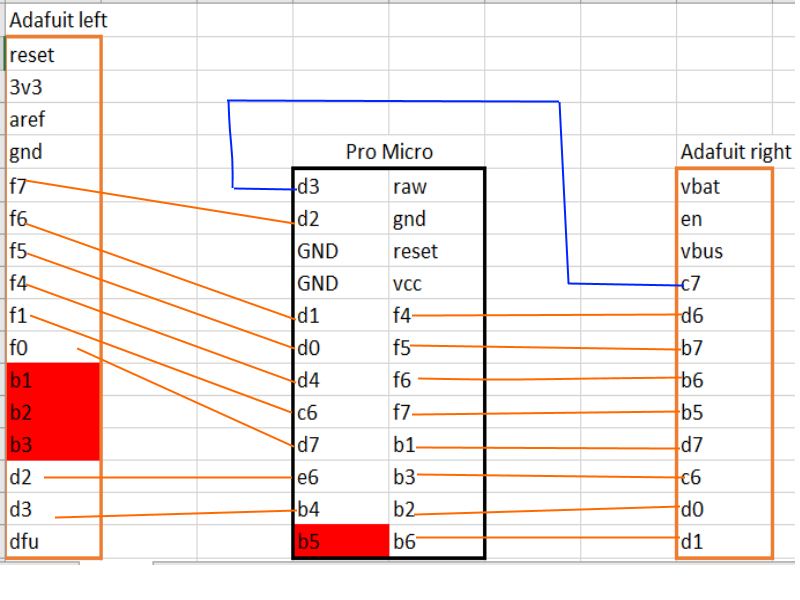 Adafuit left
reset
3v3
aref
gnd Pro Micro Adafuit right
f7 d3 raw vbat
f6 d2 gnd en
f5 GND reset vbus
f4 GND vcc c7
f1 d1 f4 d6
f0 d0 f5 b7
b1 d4 f6 b6
b2 c6 f7 b5
b3 d7 b1 d7
d2 e6 b3 c6
d3 b4 b2 d0
dfu b5 b6 d1